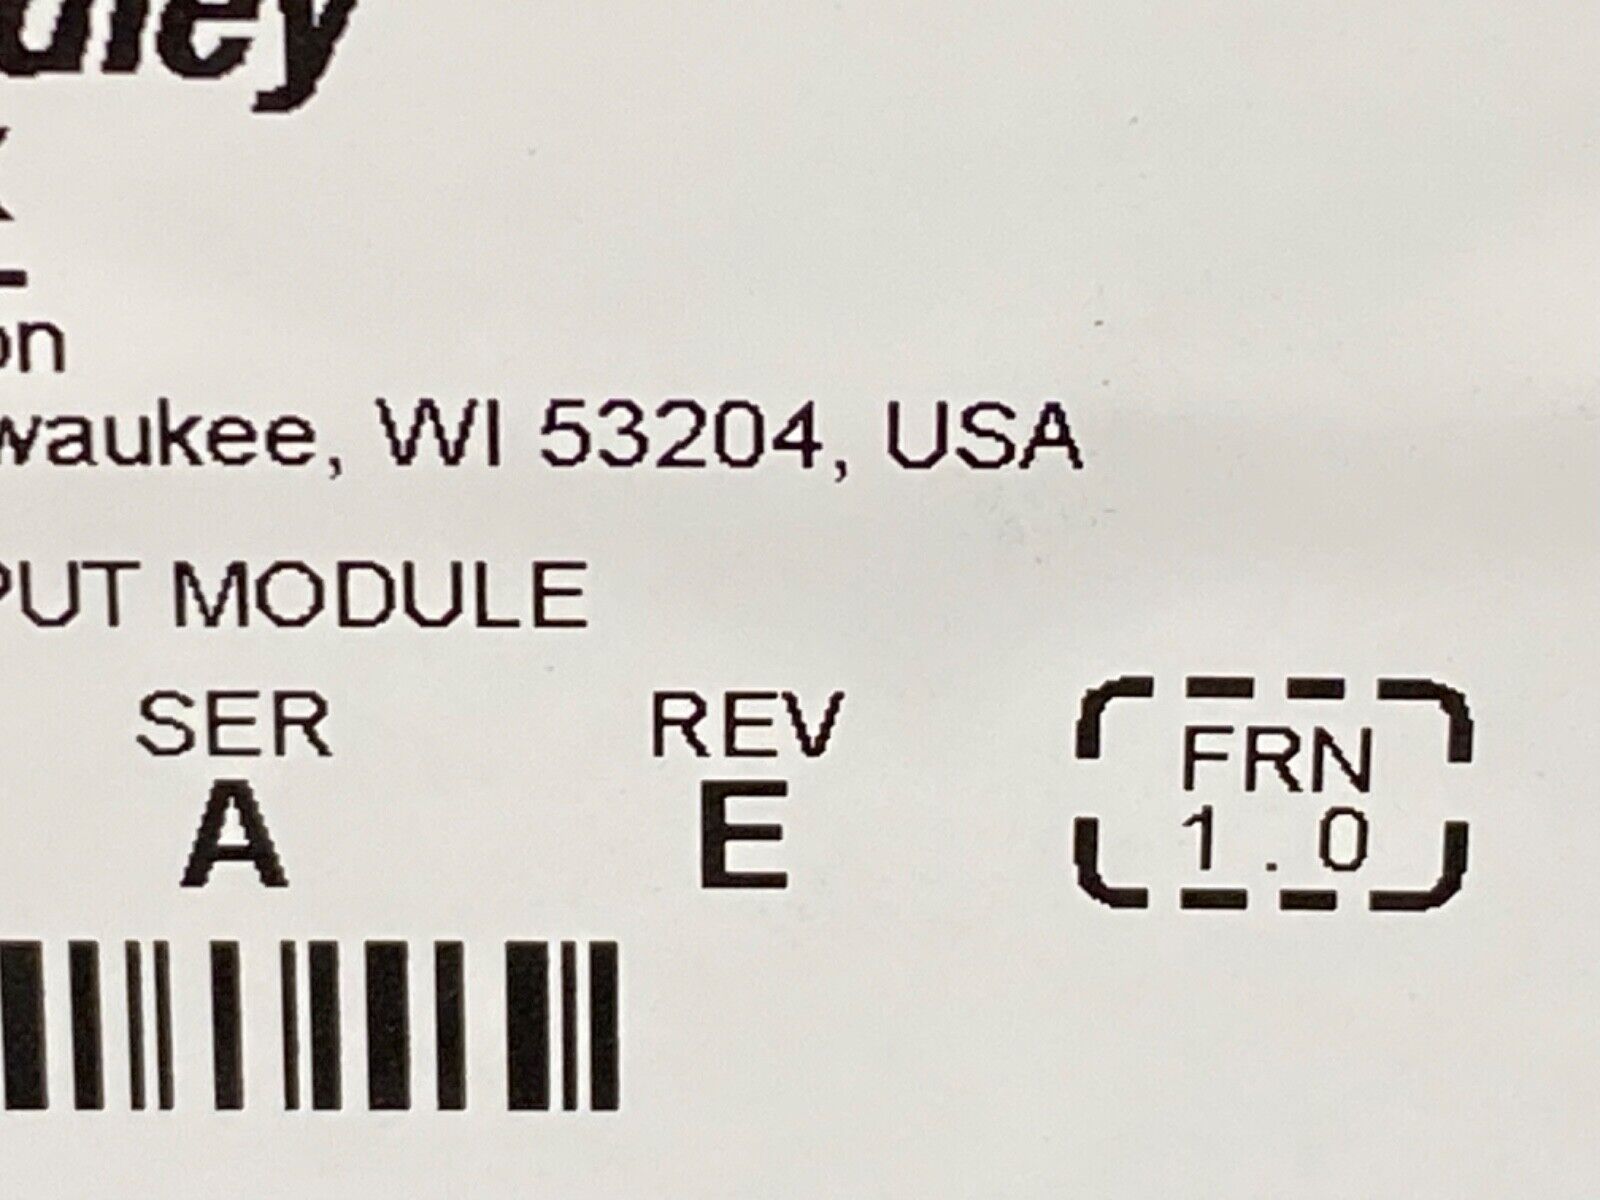 waukee, WI 53204, USA
PUT MODULE
SER REV FRN
A E 1.0